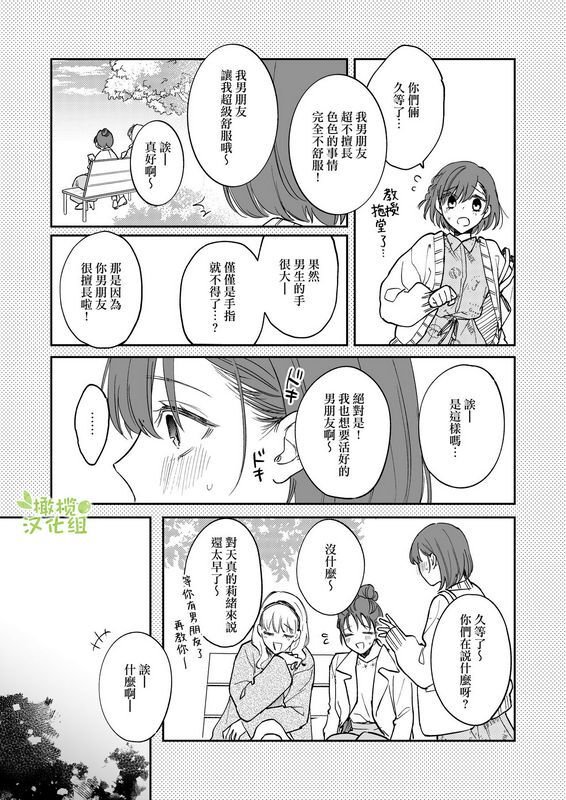 你們倆
久等了…
教授
拖堂了…
我男朋友
超不擅長
色色的事情
完全不舒服！
我男朋友
讓我超級舒服哦～
誒—
真好啊～
果然
男生的手
很大—
僅僅是手指
就不得了…？
那是因為
你男朋友
很擅長啦！
誒—
是這樣嗎…
絕對是！
我也想要活好的
男朋友啊～
ドキ
ドキ
……
久等了～
你們在説什麼呀？
沒什麼～
對天真的莉緒來説
還太早了～
等你有男朋友了
再教你—
誒—
什麼啊—
橄欖
汉化组